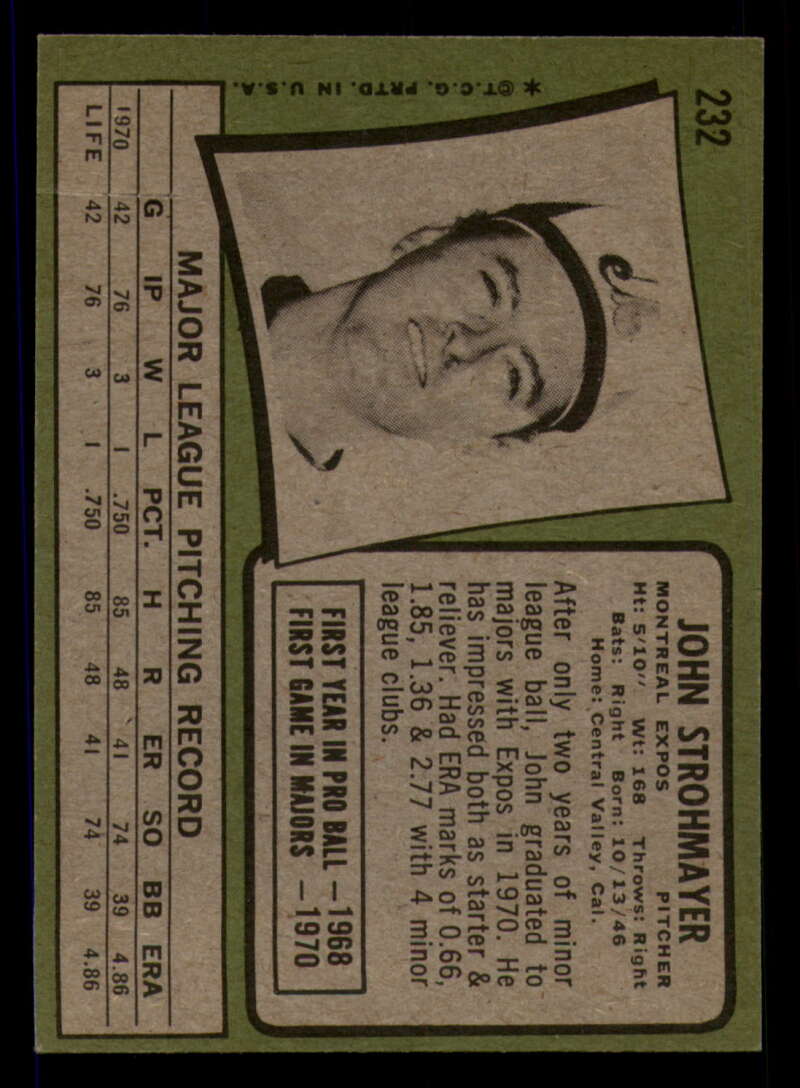 232
*©T.C.G. PRTD. IN U.S.A.
e
JOHN STROHMAYER
MONTREAL EXPOS PITCHER
Ht: 5/10" Wt: 168 Throws: Right
Bats: Right Born: 10/13/46
Home: Central Valley, Cal.
After only two years of minor
league ball, John graduated to
majors with Expos in 1970. He
has impressed both as starter &
reliever. Had ERA marks of 0.66,
1.85, 1.36 & 2.77 with 4 minor
league clubs.
FIRST YEAR IN PRO BALL—1968
FIRST GAME IN MAJORS —1970
MAJOR LEAGUE PITCHING RECORD
G IP W L PCT. H R ER SO BB ERA
1970 42 76 3 1 .750 85 48 41 74 39 4.86
LIFE 42 76 3 1 .750 85 48 41 74 39 4.86